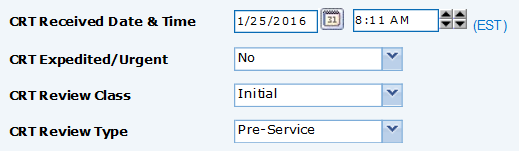 CRT Received Date & Time 1/25/2016 31 8:11 AM (EST)
CRT Expedited/Urgent No
CRT Review Class Initial
CRT Review Type Pre-Service